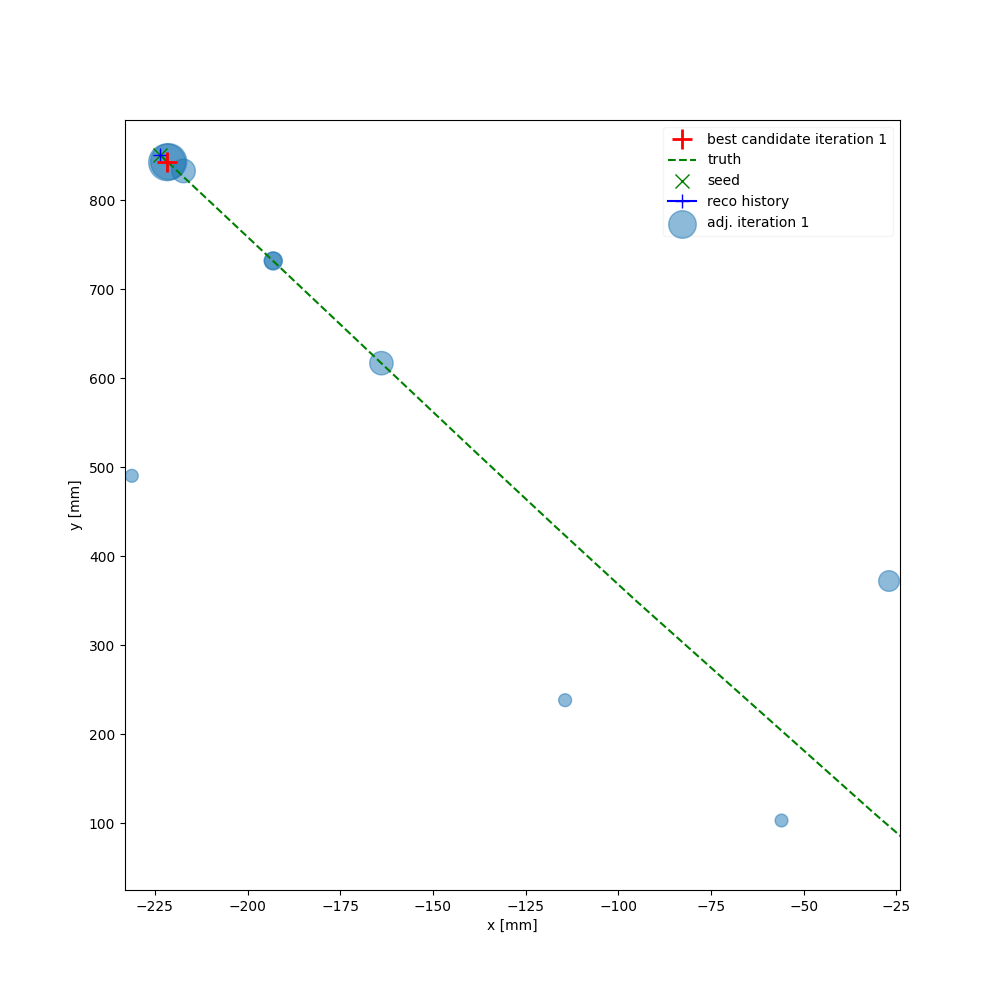 best candidate iteration 1
truth
seed
reco history
adj. iteration 1
800
700
600
500
400
300
200
100
y [mm]
−225 −200 −175 −150 −125 −100 −75 −50 −25
x [mm]